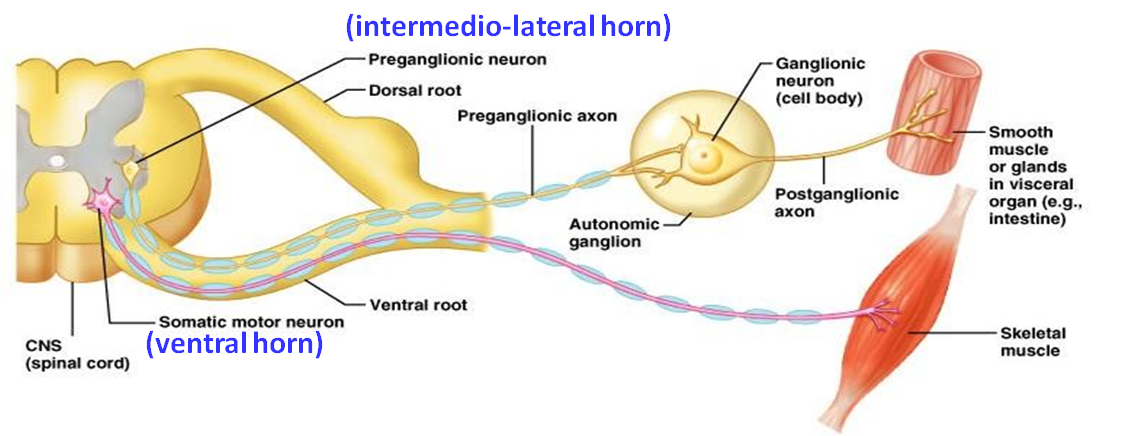 (intermedio-lateral horn)
Preganglionic neuron
Dorsal root
Preganglionic axon
Ganglionic
neuron
(cell body)
Smooth
muscle
or glands
in visceral
organ (e.g.,
intestine)
Postganglionic
axon
Autonomic
ganglion
Ventral root
Somatic motor neuron
(ventral horn)
CNS
(spinal cord)
Skeletal
muscle